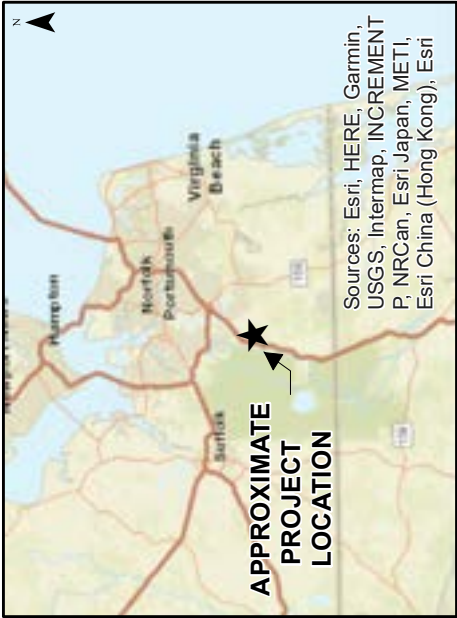 N
Hampton
Norfolk
Portsmouth
Virginia
Beach
Suffolk
APPROXIMATE
PROJECT
LOCATION
Sources: Esri, HERE, Garmin,
USGS, Intermap, INCREMENT
P, NRCan, Esri Japan, METI,
Esri China (Hong Kong), Esri